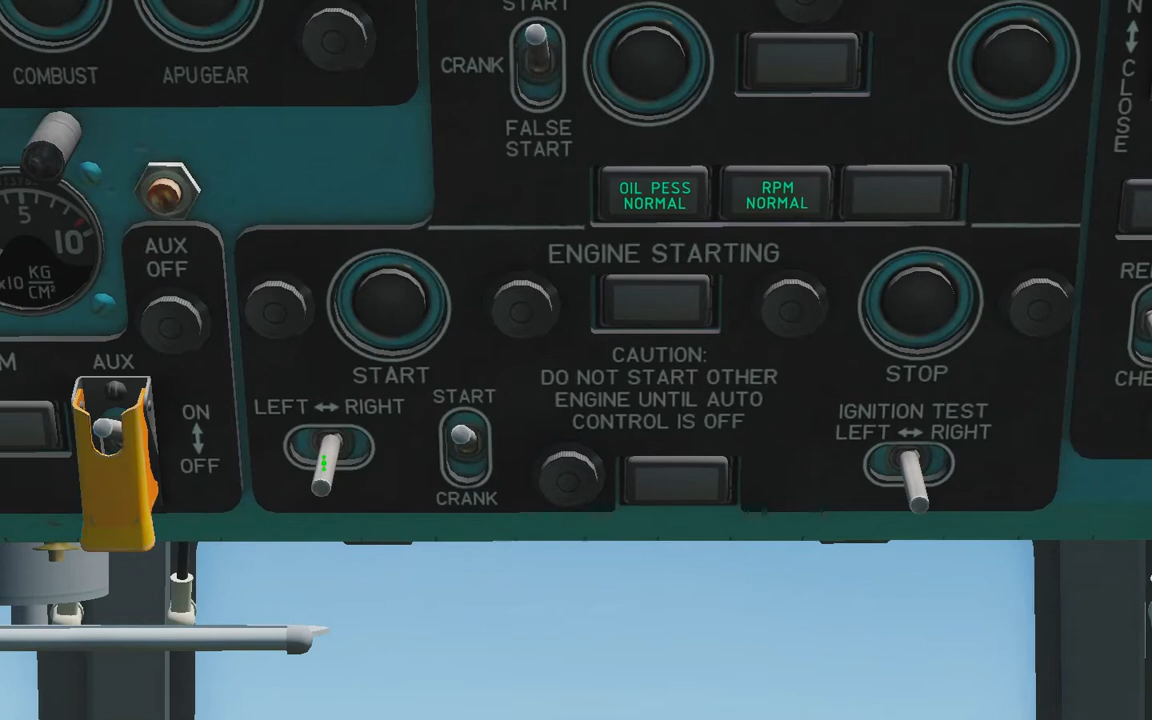 START
CRANK
FALSE
START
COMBUST
APU GEAR
N
CLOSE
OIL PESS
NORMAL
RPM
NORMAL
5
10
x10 KG
CM²
AUX
OFF
ENGINE STARTING
START
STOP
CAUTION:
DO NOT START OTHER
ENGINE UNTIL AUTO
CONTROL IS OFF
AUX
ON
OFF
LEFT ↔ RIGHT
START
CRANK
IGNITION TEST
LEFT ↔ RIGHT
M